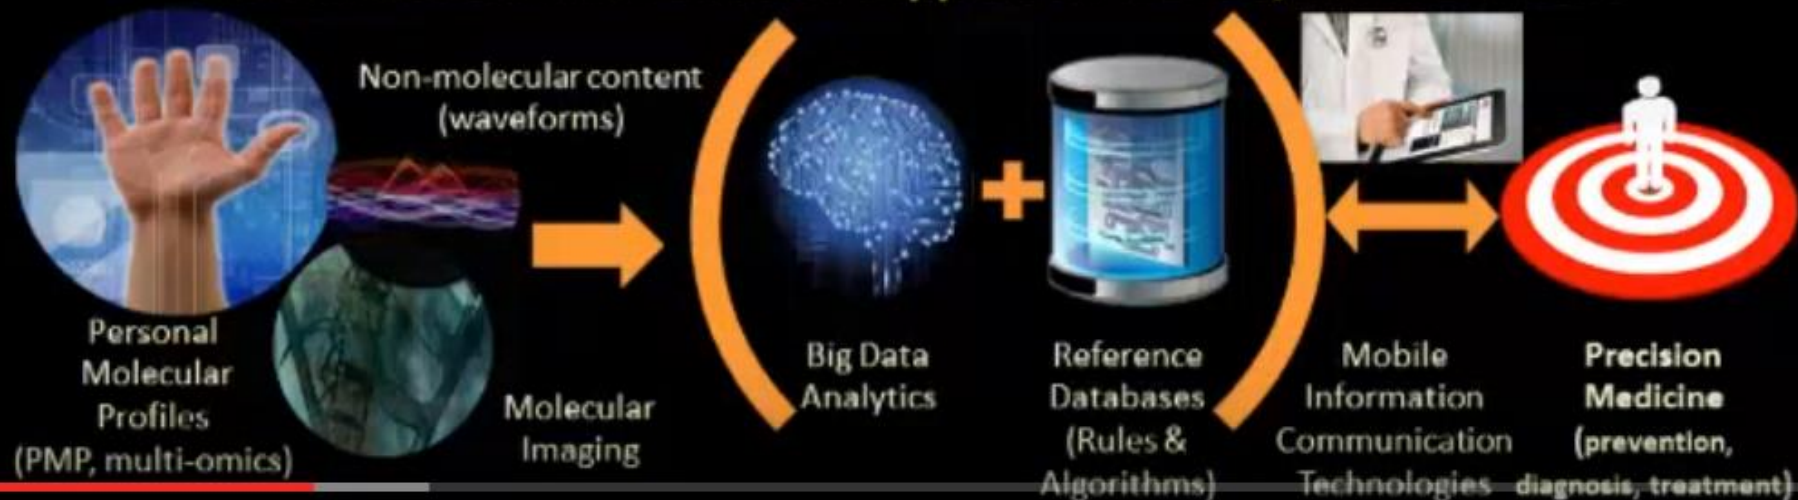 Non-molecular content
(waveforms)
Personal
Molecular
Profiles
(PMP, multi-omics)
Molecular
Imaging
Big Data
Analytics
+
Reference
Databases
(Rules &
Algorithms)
Mobile
Information
Communication
Technologies
Precision
Medicine
(prevention,
diagnosis, treatment)